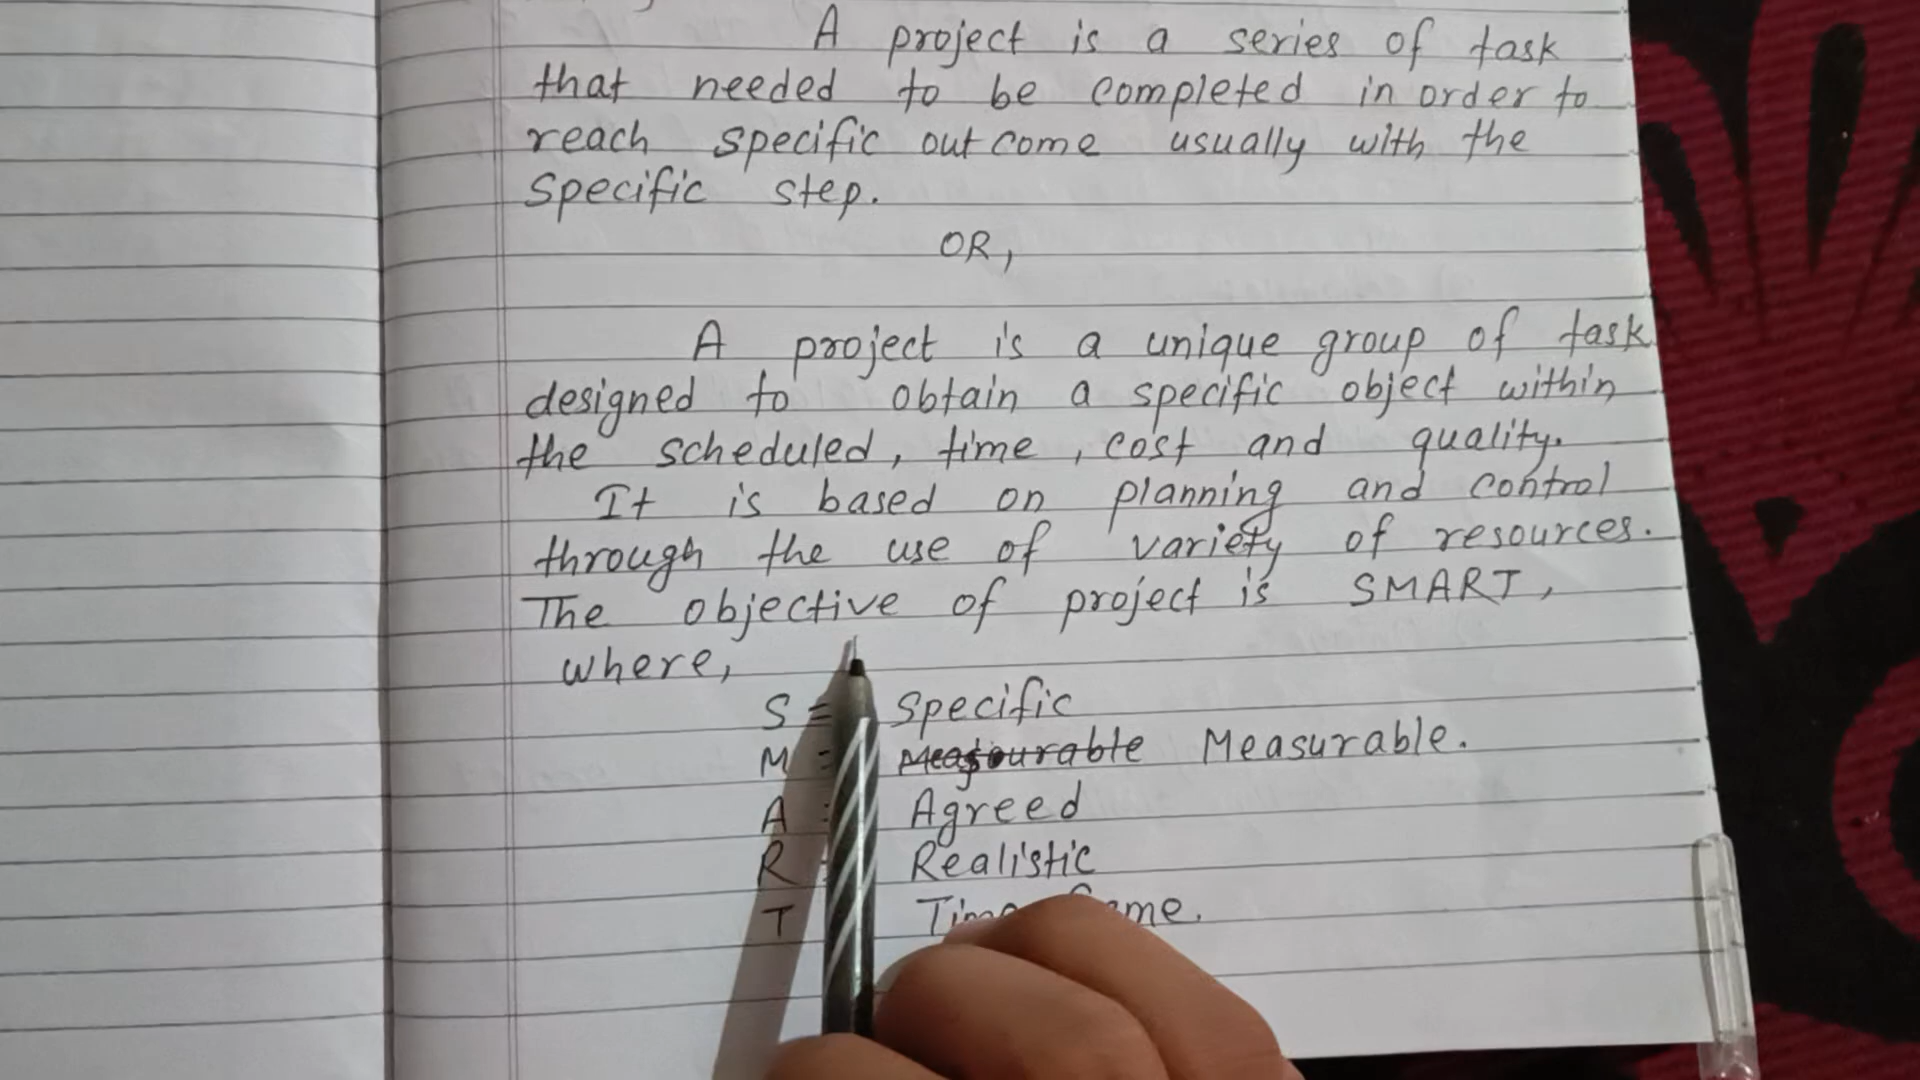 A project is a series of task
that needed to be completed in order to
reach specific out come usually with the
Specific step.
OR,
A project is a unique group of task
designed to obtain a specific object within
the scheduled, time, cost and quality.
It is based on planning and control
through the use of variety of resources.
The objective of project is SMART,
where,
S = Specific
M = Measourable Measurable.
A : Agreed
R : Realistic
T